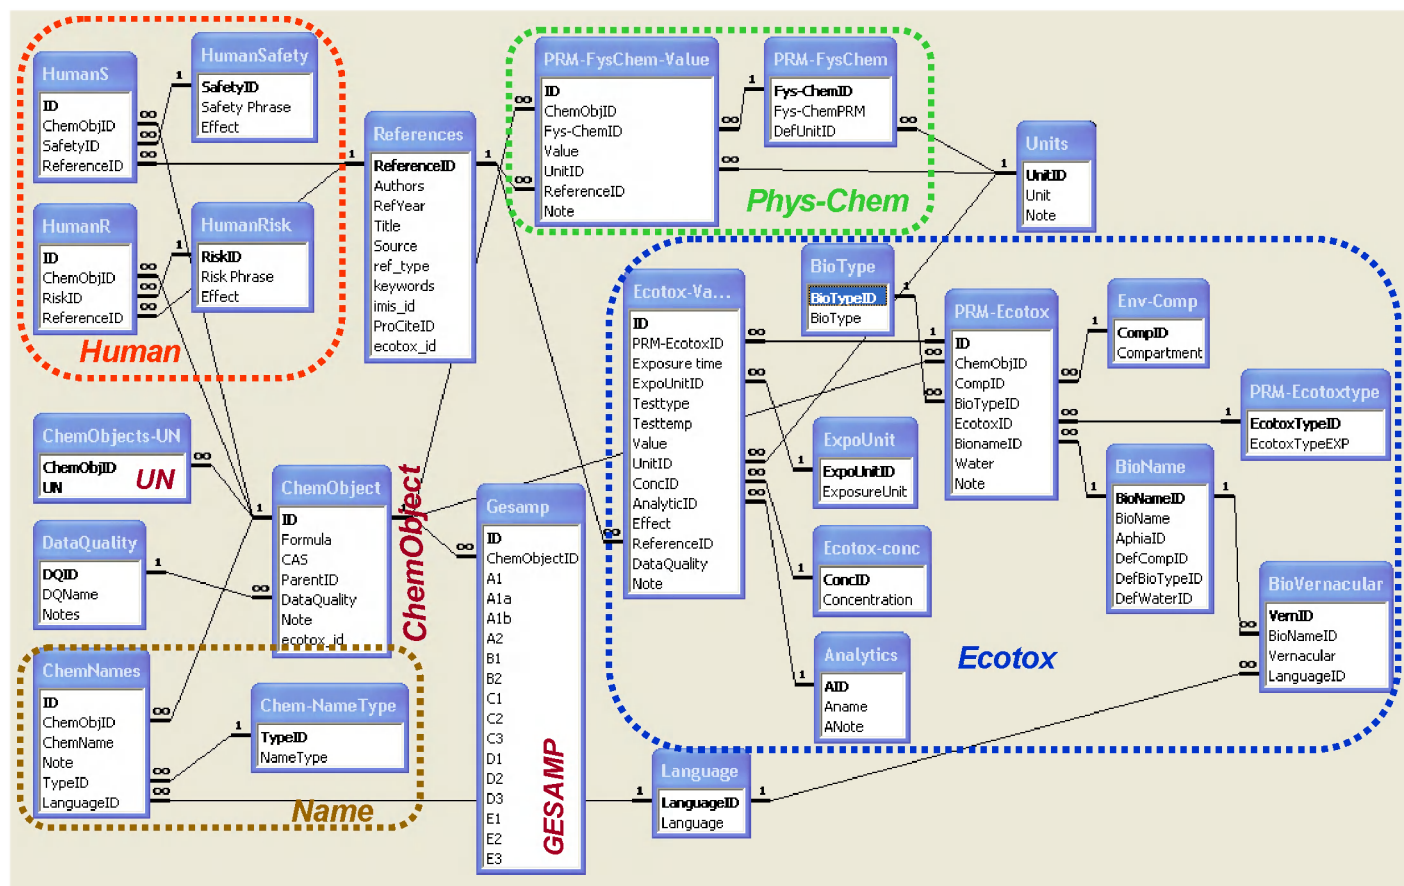 HumanS
ID
ChemObjID
SafetyID
ReferenceID
HumanSafety
SafetyID
Safety Phrase
Effect
HumanR
ID
ChemObjID
RiskID
ReferenceID
HumanRisk
RiskID
Risk Phrase
Effect
Human
References
ReferenceID
Authors
RefYear
Title
Source
ref_type
keywords
imis_id
ProCiteID
ecotox_id
PRM-FysChem-Value
ID
ChemObjID
Fys-ChemID
Value
UnitID
ReferenceID
Note
PRM-FysChem
Fys-ChemID
Fys-ChemPRM
DefUnitID
Phys-Chem
Units
UnitID
Unit
Note
ChemObjects-UN
ChemObjID
UN
UN
DataQuality
DQID
DQName
Notes
ChemObject
ID
Formula
CAS
ParentID
DataQuality
Note
ecotox_id
ChemObject
Gesamp
ID
ChemObjectID
A1
A1a
A1b
A2
B1
B2
C1
C2
C3
D1
D2
D3
E1
E2
E3
GESAMP
ChemNames
ID
ChemObjID
ChemName
Note
TypeID
LanguageID
Chem-NameType
TypeID
NameType
Name
Language
LanguageID
Language
Ecotox-Va...
ID
PRM-EcotoxID
Exposure time
ExpoUnitID
Testtype
Testtemp
Value
UnitID
ConcID
AnalyticID
Effect
ReferenceID
DataQuality
Note
BioType
BioTypeID
BioType
ExpoUnit
ExpoUnitID
ExposureUnit
Ecotox-conc
ConcID
Concentration
Analytics
AID
Aname
ANote
PRM-Ecotox
ID
ChemObjID
CompID
BioTypeID
EcotoxID
BionameID
Water
Note
Env-Comp
CompID
Compartment
PRM-Ecotoxtype
EcotoxTypeID
EcotoxTypeEXP
BioName
BioNameID
BioName
AphiaID
DefCompID
DefBioTypeID
DefWaterID
BioVernacular
VernID
BioNameID
Vernacular
LanguageID
Ecotox